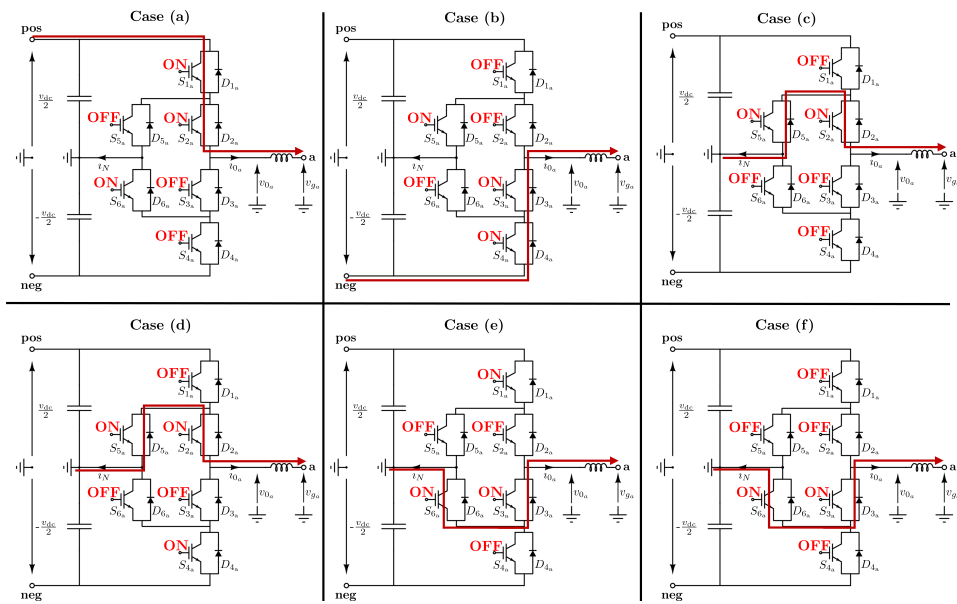 Case (a)
pos
ON
S1a
D1a
vdc/2
OFF
S5a
D5a
ON
S2a
D2a
iN
i0a
a
ON
S6a
D6a
OFF
S3a
D3a
v0a
vga
-vdc/2
OFF
S4a
D4a
neg
Case (b)
OFF
S1a
D1a
OFF
S5a
D5a
OFF
S2a
D2a
iN
i0a
a
OFF
S6a
D6a
ON
S3a
D3a
v0a
vga
-vdc/2
vdc/2
ON
S4a
D4a
pos
neg
Case (c)
pos
OFF
S1a
D1a
vdc/2
ON
S5a
D5a
ON
S2a
D2a
iN
i0a
a
OFF
S6a
D6a
OFF
S3a
D3a
v0a
vga
-vdc/2
OFF
S4a
D4a
neg
Case (d)
pos
OFF
S1a
D1a
vdc/2
ON
S5a
D5a
ON
S2a
D2a
iN
i0a
a
OFF
S6a
D6a
OFF
S3a
D3a
v0a
vga
-vdc/2
ON
S4a
D4a
neg
Case (e)
pos
ON
S1a
D1a
vdc/2
OFF
S5a
D5a
OFF
S2a
D2a
iN
i0a
a
ON
S6a
D6a
ON
S3a
D3a
v0a
vga
-vdc/2
OFF
S4a
D4a
neg
Case (f)
pos
OFF
S1a
D1a
vdc/2
OFF
S5a
D5a
OFF
S2a
D2a
iN
i0a
a
ON
S6a
D6a
ON
S3a
D3a
v0a
vga
-vdc/2
OFF
S4a
D4a
neg